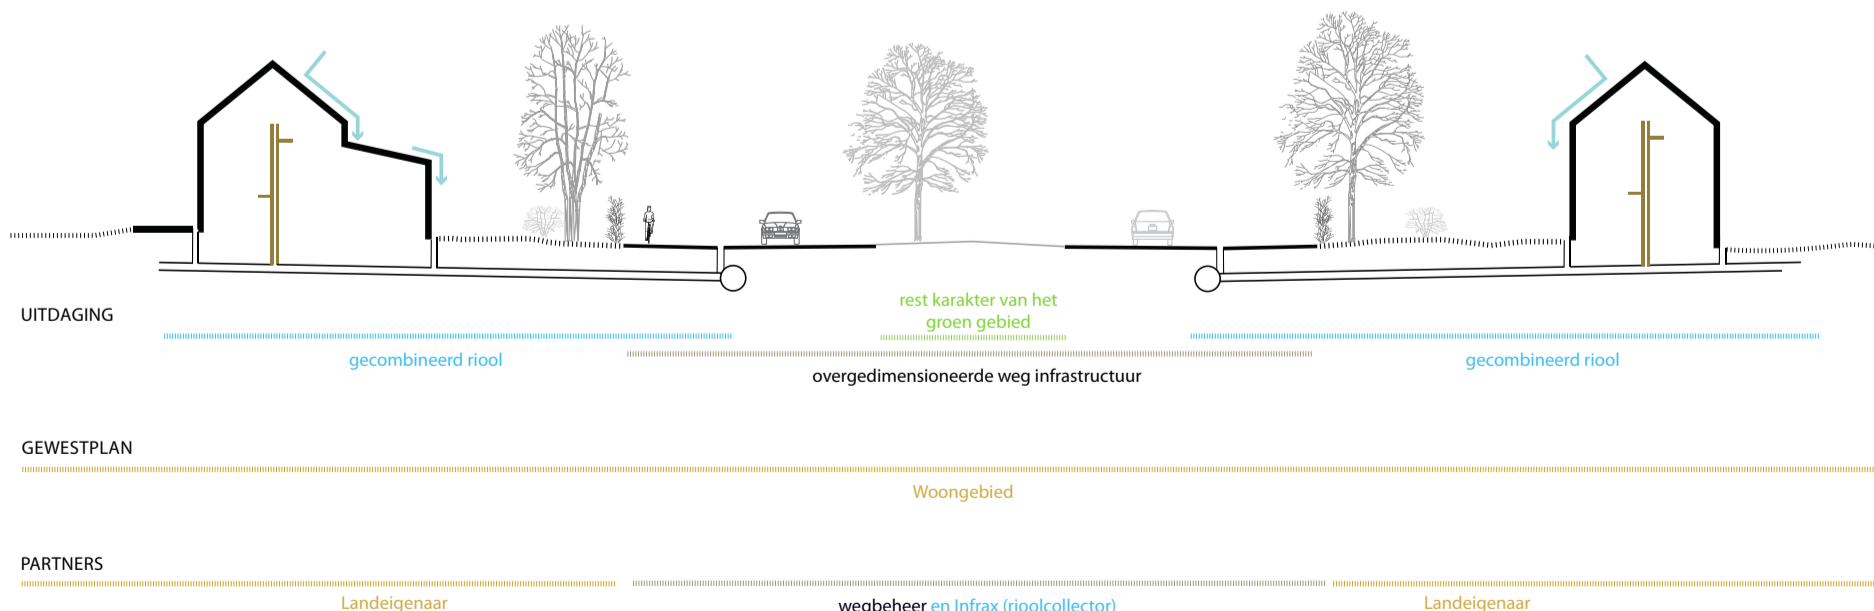 UITDAGING
rest karakter van het
groen gebied
gecombineerd riool
gecombineerd riool
overgedimensioneerde weg infrastructuur
GEWESTPLAN
Woongebied
PARTNERS
Landeigenaar
wegbeheer en Infrax (rioolcollector)
Landeigenaar